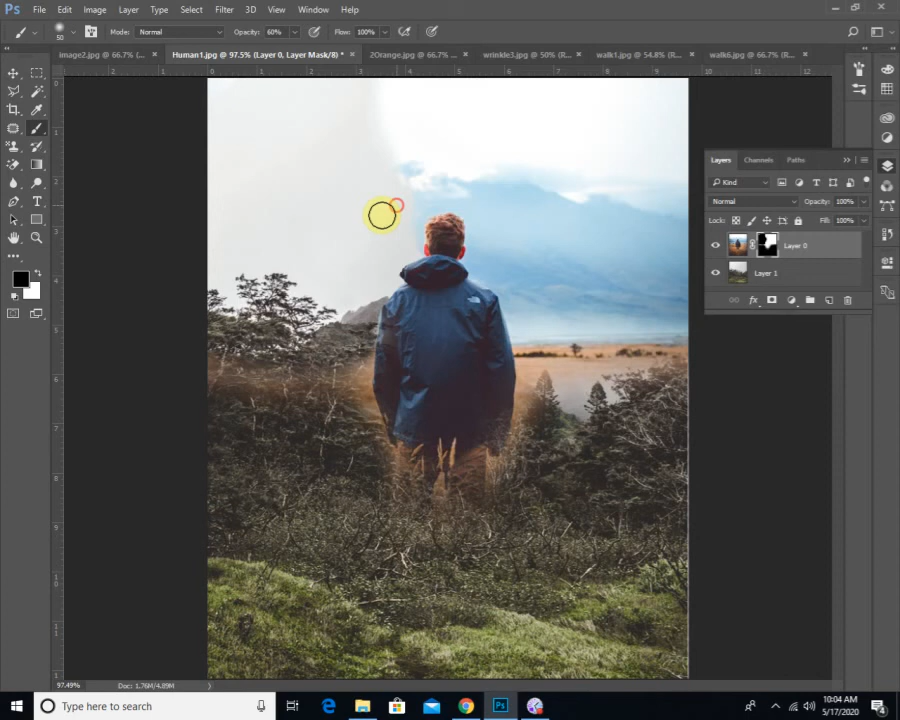 Ps File Edit Image Layer Type Select Filter 3D View Window Help
50 Mode: Normal Opacity: 60% Flow: 100%
image2.jpg @ 66.7% (... × Human1.jpg @ 97.5% (Layer 0, Layer Mask/8) * × 2Orange.jpg @ 66.7% ... × wrinkle3.jpg @ 50% (R... × walk1.jpg @ 54.8% (R... × walk6.jpg @ 66.7% (R... ×
Layers Channels Paths
Kind
Normal Opacity: 100%
Lock: Fill: 100%
Layer 0
Layer 1
fx
97.49% Doc: 1.76M/4.89M
Type here to search
10:04 AM
5/17/2020